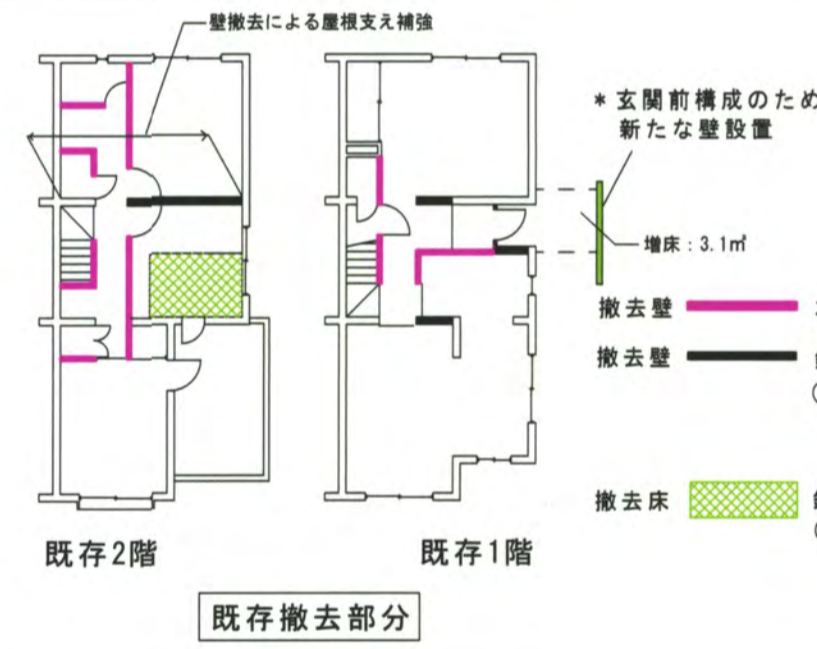 壁撤去による屋根支え補強
* 玄関前構成のため
新たな壁設置
増床：3.1㎡
撤去壁
撤去壁
撤去床
既存2階
既存1階
既存撤去部分